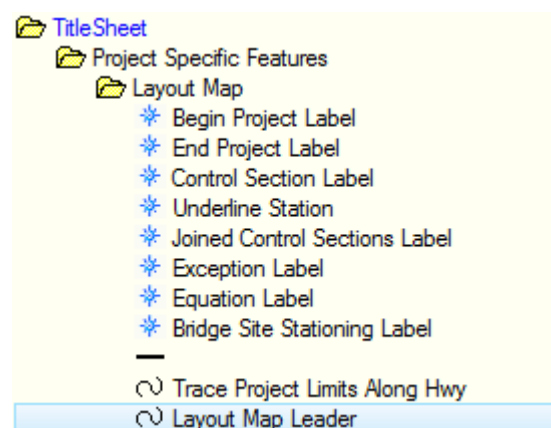 TitleSheet
Project Specific Features
Layout Map
Begin Project Label
End Project Label
Control Section Label
Underline Station
Joined Control Sections Label
Exception Label
Equation Label
Bridge Site Stationing Label
Trace Project Limits Along Hwy
Layout Map Leader